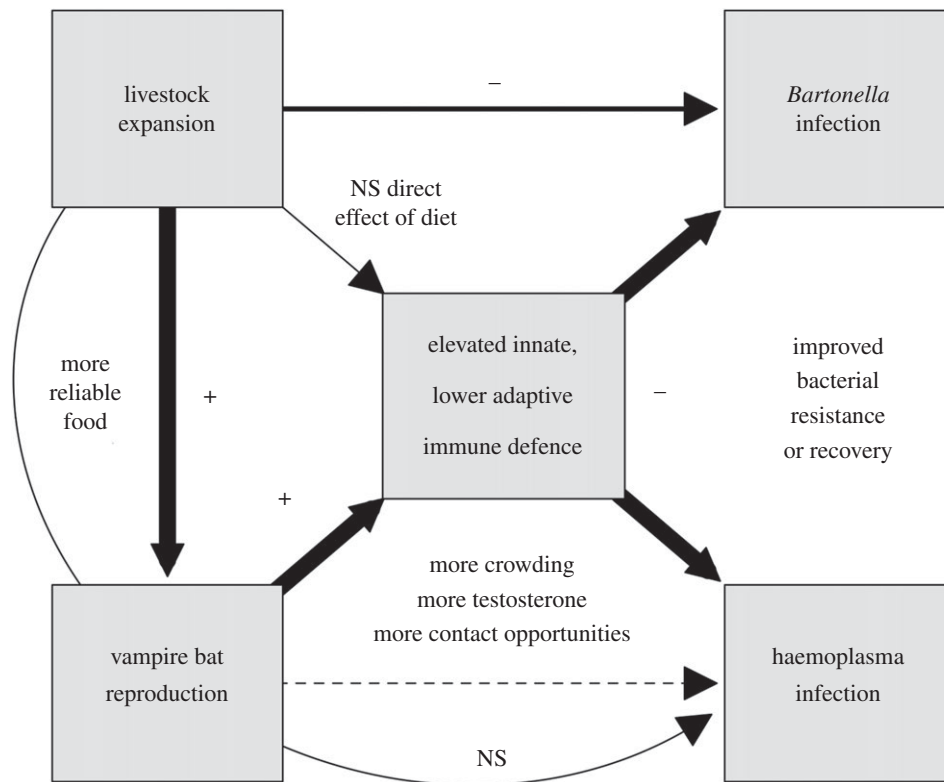 livestock
expansion
–
Bartonella
infection
NS direct
effect of diet
more
reliable
food
+
elevated innate,
lower adaptive
immune defence
–
improved
bacterial
resistance
or recovery
+
more crowding
more testosterone
more contact opportunities
vampire bat
reproduction
haemoplasma
infection
NS